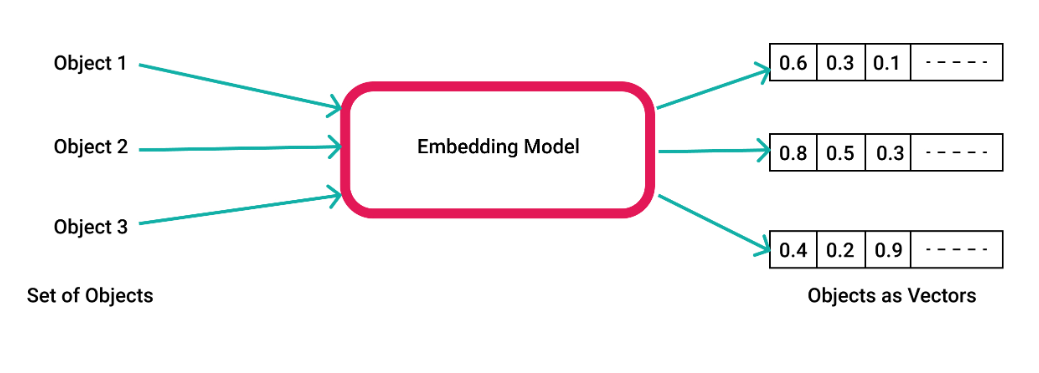 Object 1
0.6 0.3 0.1 -----
Object 2
Embedding Model
0.8 0.5 0.3 -----
Object 3
0.4 0.2 0.9 -----
Set of Objects
Objects as Vectors